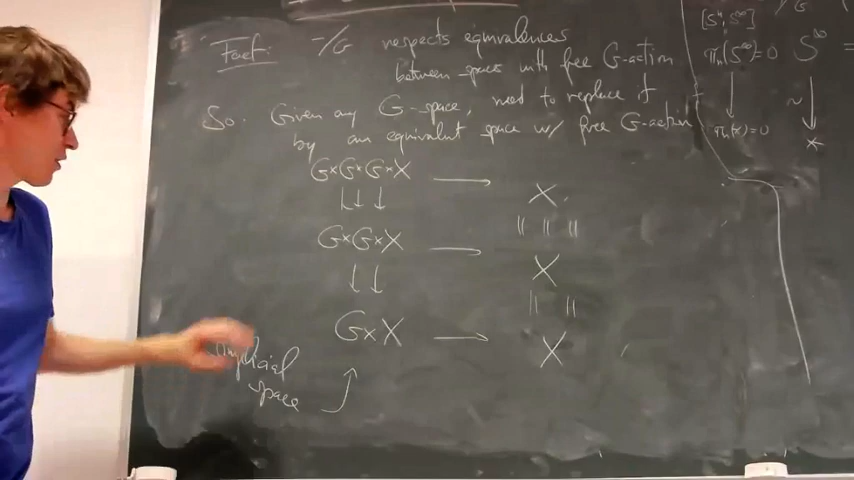 Fact: -/G respects equivalences
between spaces with free G-action
So. Given any G-space, need to replace it
by an equivalent space w/ free G-action
G×G×G×X → X
↓ ↓ ↓ || || ||
G×G×X → X
↓ ↓ || ||
G×X → X
simplicial
space
[S^n, S^∞]
π_n(S^∞)=0 S^∞ =
↓ ~ ↓
π_n(*)=0 *
/G